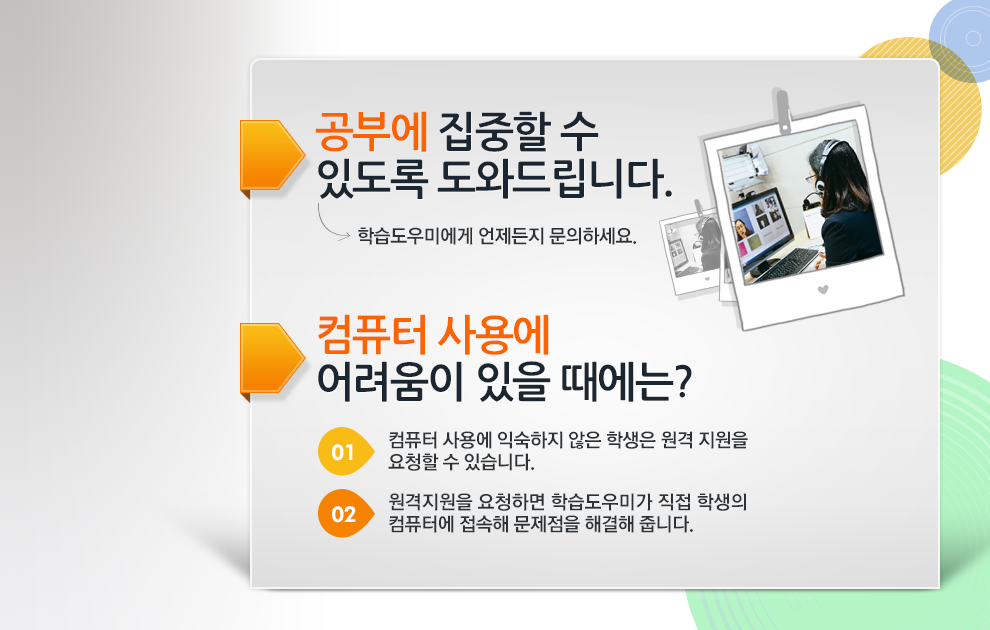 공부에 집중할 수
있도록 도와드립니다.
학습도우미에게 언제든지 문의하세요.
컴퓨터 사용에
어려움이 있을 때에는?
01
컴퓨터 사용에 익숙하지 않은 학생은 원격 지원을
요청할 수 있습니다.
02
원격지원을 요청하면 학습도우미가 직접 학생의
컴퓨터에 접속해 문제점을 해결해 줍니다.